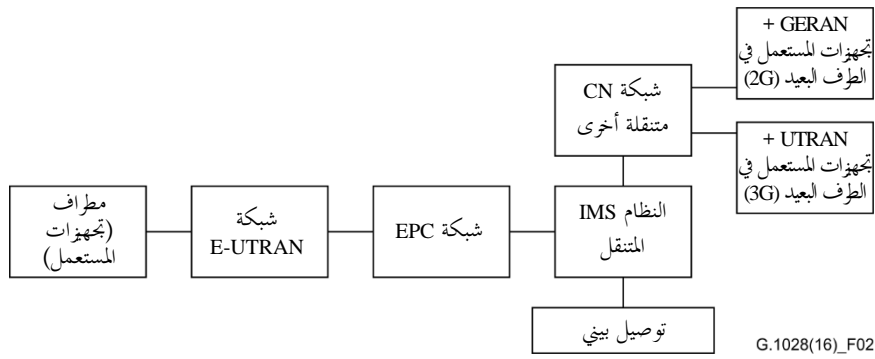 GERAN +
تجهيزات المستعمل في
الطرف البعيد (2G)
شبكة CN
متنقلة أخرى
UTRAN +
تجهيزات المستعمل في
الطرف البعيد (3G)
مطراف
(تجهيزات
المستعمل)
شبكة
E-UTRAN
شبكة EPC
النظام IMS
المتنقل
توصيل بيني
G.1028(16)_F02